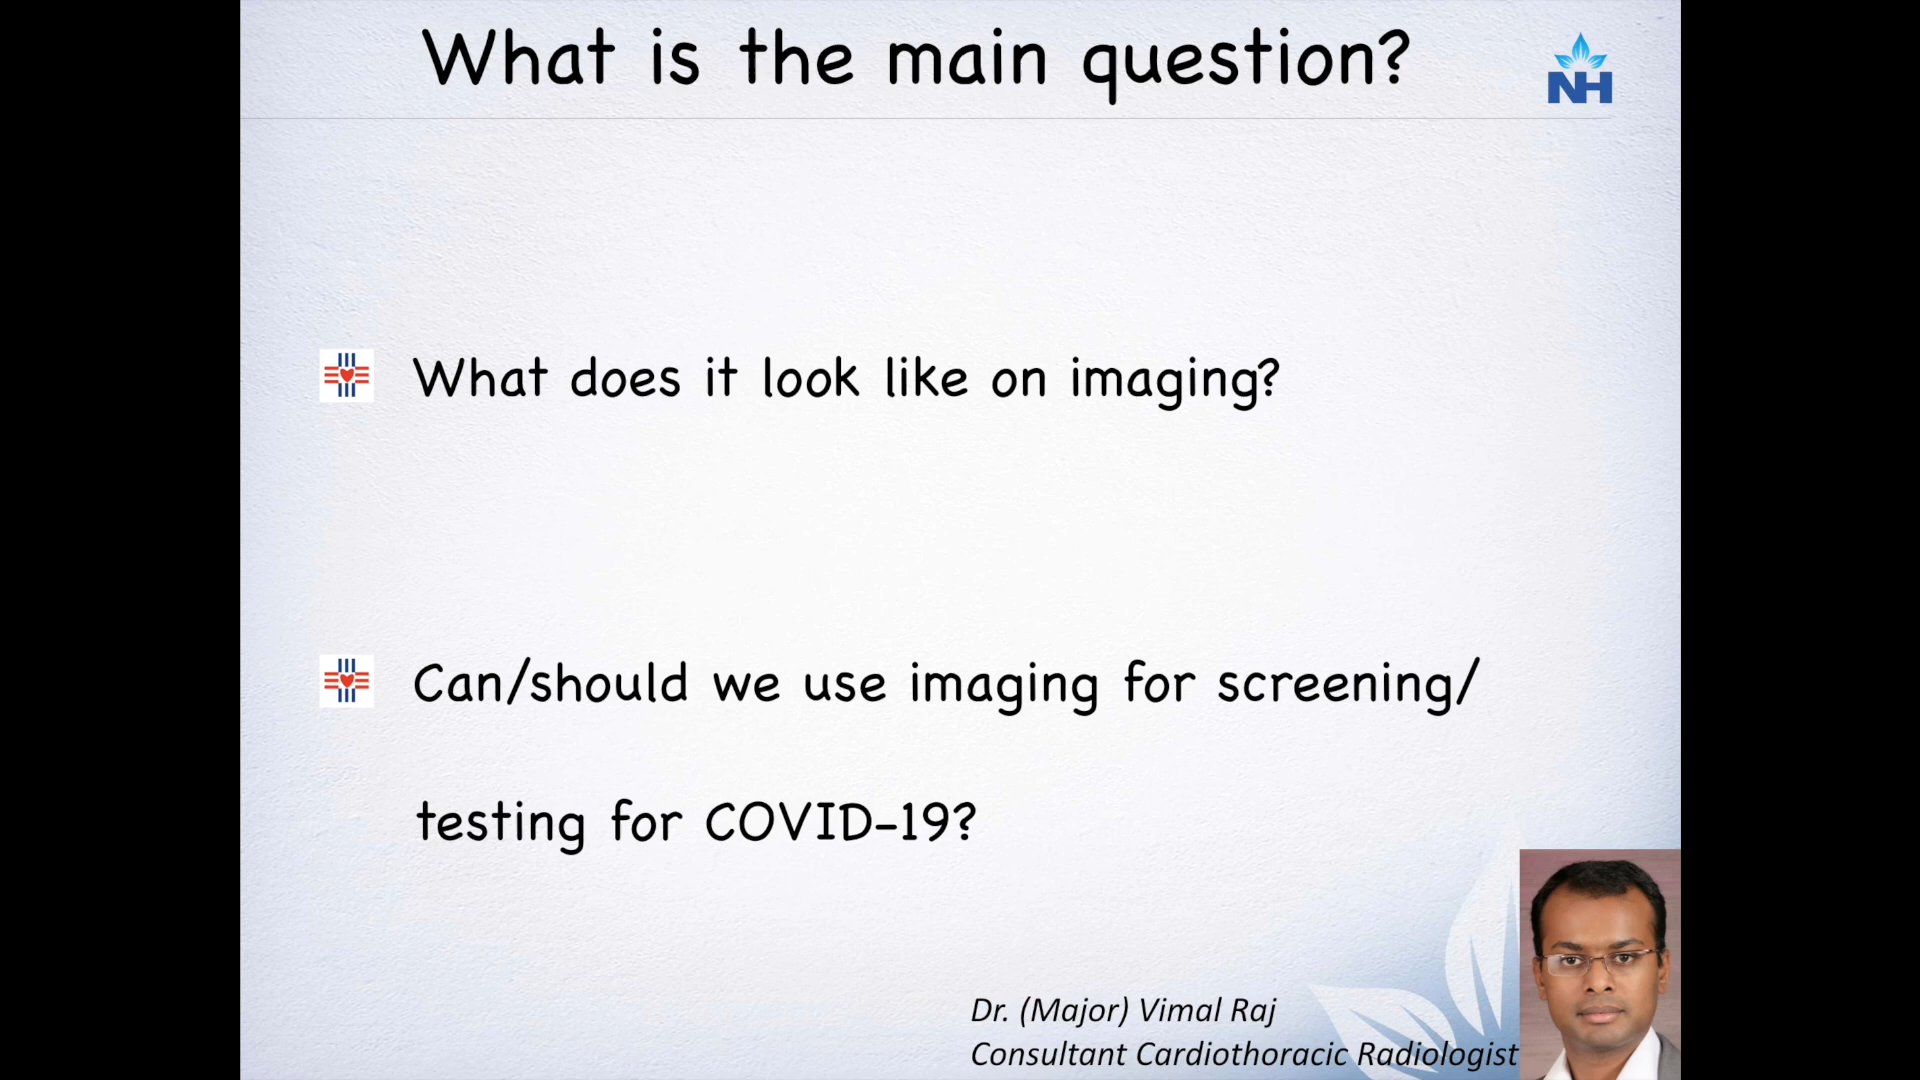 What is the main question?
NH
What does it look like on imaging?
Can/should we use imaging for screening/
testing for COVID-19?
Dr. (Major) Vimal Raj
Consultant Cardiothoracic Radiologist